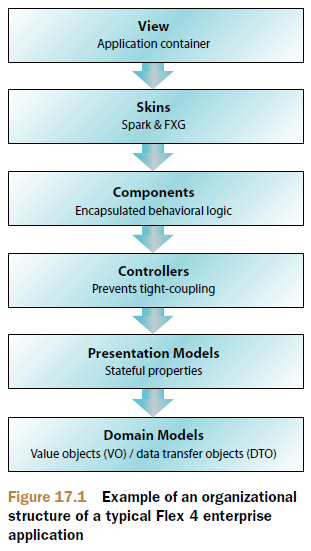 View
Application container
Skins
Spark & FXG
Components
Encapsulated behavioral logic
Controllers
Prevents tight-coupling
Presentation Models
Stateful properties
Domain Models
Value objects (VO) / data transfer objects (DTO)
Figure 17.1 Example of an organizational
structure of a typical Flex 4 enterprise
application